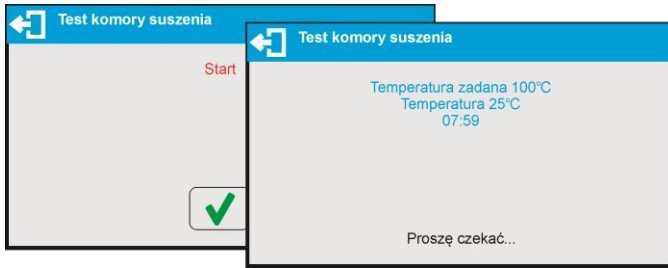 Test komory suszenia
Start
Test komory suszenia
Temperatura zadana 100°C
Temperatura 25°C
07:59
Proszę czekać...